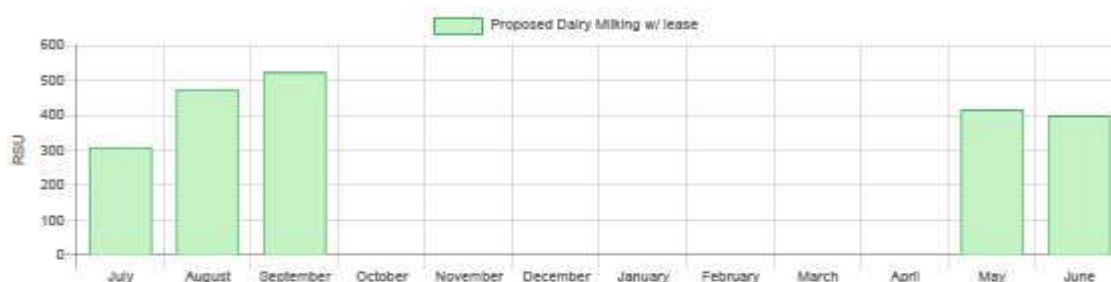 Proposed Dairy Milking w/ lease
600
500
400
300
200
100
0
RSU
July August September October November December January February March April May June